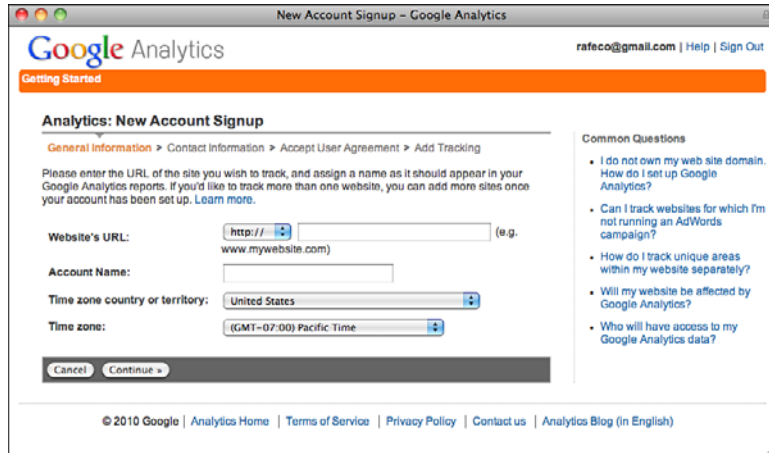 New Account Signup – Google Analytics
Google Analytics
rafeco@gmail.com | Help | Sign Out
Getting Started
Analytics: New Account Signup
General Information > Contact Information > Accept User Agreement > Add Tracking
Please enter the URL of the site you wish to track, and assign a name as it should appear in your
Google Analytics reports. If you'd like to track more than one website, you can add more sites once
your account has been set up. Learn more.
Website's URL:
http://
(e.g.
www.mywebsite.com)
Account Name:
Time zone country or territory:
United States
Time zone:
(GMT-07:00) Pacific Time
Cancel
Continue »
Common Questions
• I do not own my web site domain.
How do I set up Google
Analytics?
• Can I track websites for which I'm
not running an AdWords
campaign?
• How do I track unique areas
within my website separately?
• Will my website be affected by
Google Analytics?
• Who will have access to my
Google Analytics data?
© 2010 Google | Analytics Home | Terms of Service | Privacy Policy | Contact us | Analytics Blog (in English)